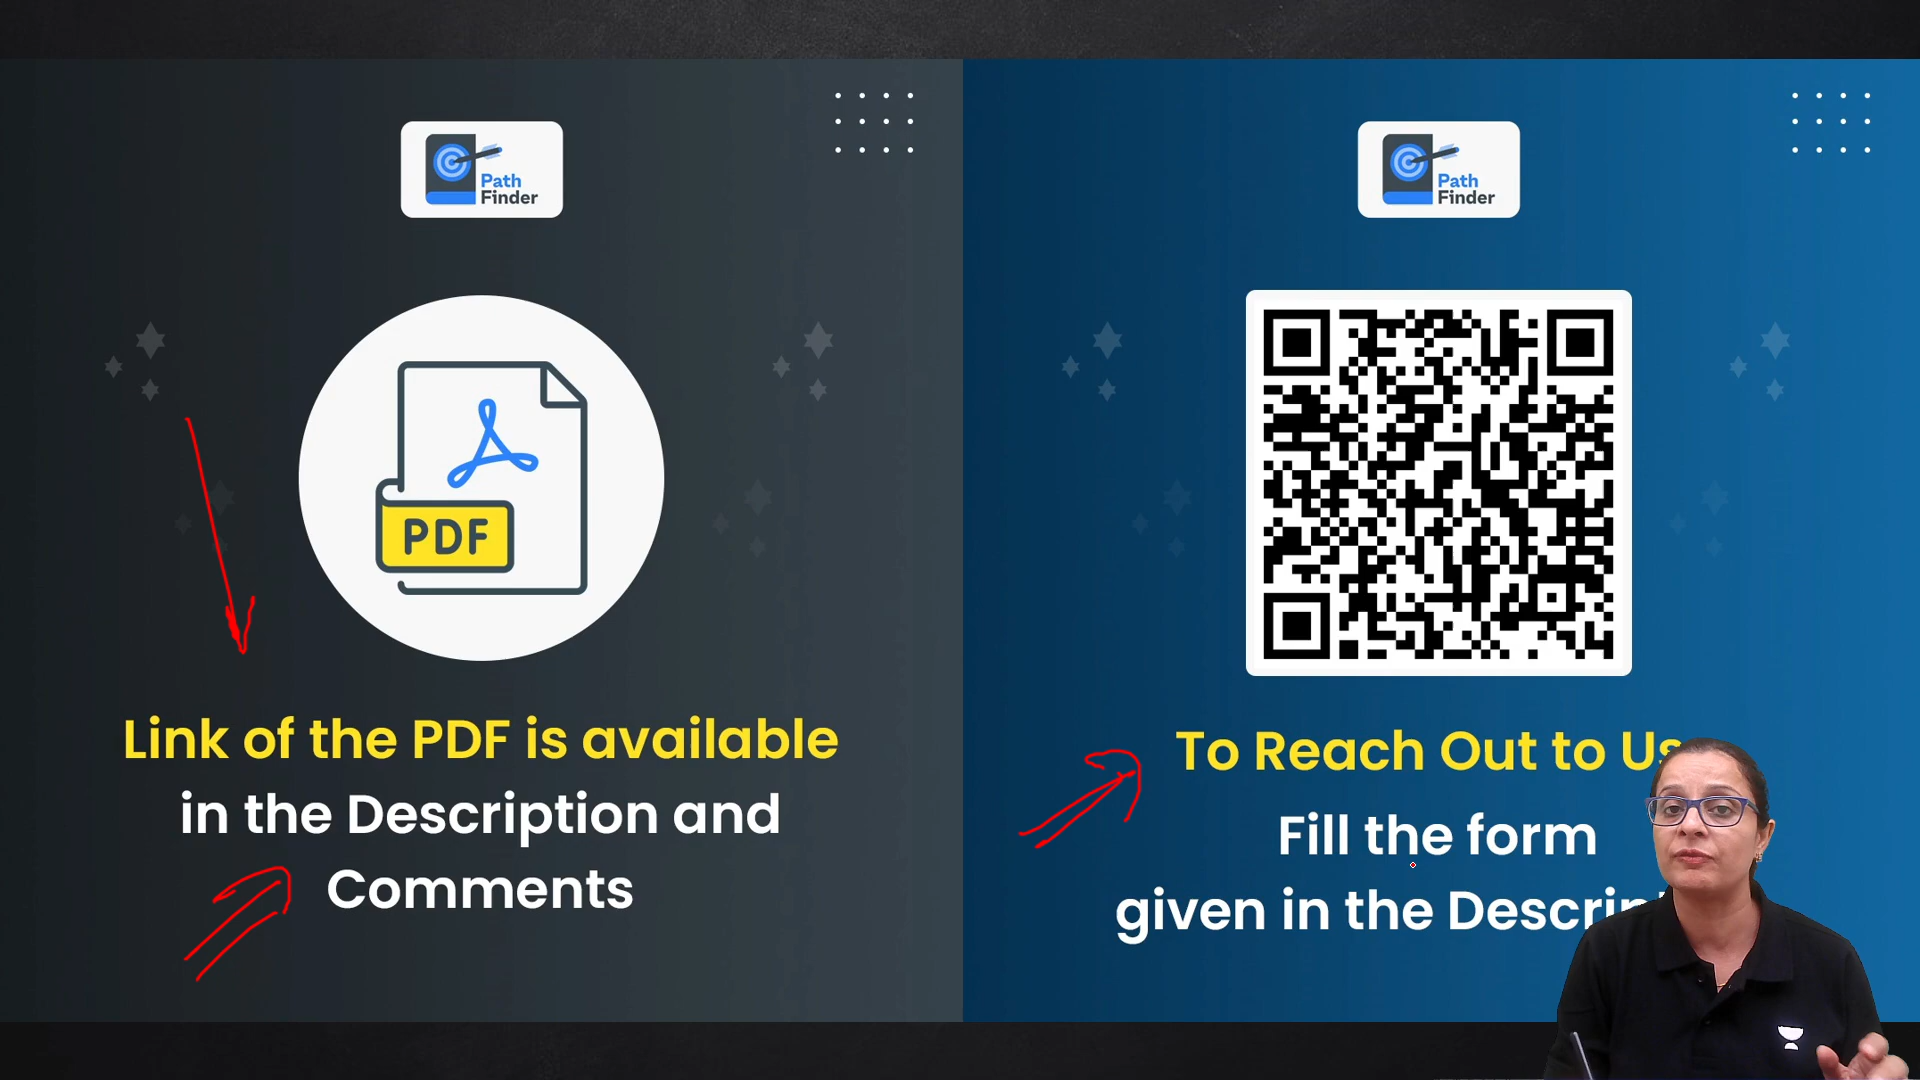 Path
Finder
PDF
Link of the PDF is available
in the Description and
Comments
Path
Finder
To Reach Out to Us
Fill the form
given in the